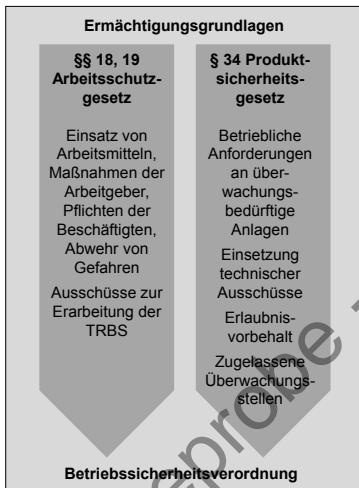 Ermächtigungsgrundlagen
§§ 18, 19
Arbeitsschutz-
gesetz
Einsatz von
Arbeitsmitteln,
Maßnahmen der
Arbeitgeber,
Pflichten der
Beschäftigten,
Abwehr von
Gefahren
Ausschüsse zur
Erarbeitung der
TRBS
§ 34 Produkt-
sicherheits-
gesetz
Betriebliche
Anforderungen
an über-
wachungs-
bedürftige
Anlagen
Einsetzung
technischer
Ausschüsse
Erlaubnis-
vorbehalt
Zugelassene
Überwachungs-
stellen
Betriebssicherheitsverordnung
eprobe -